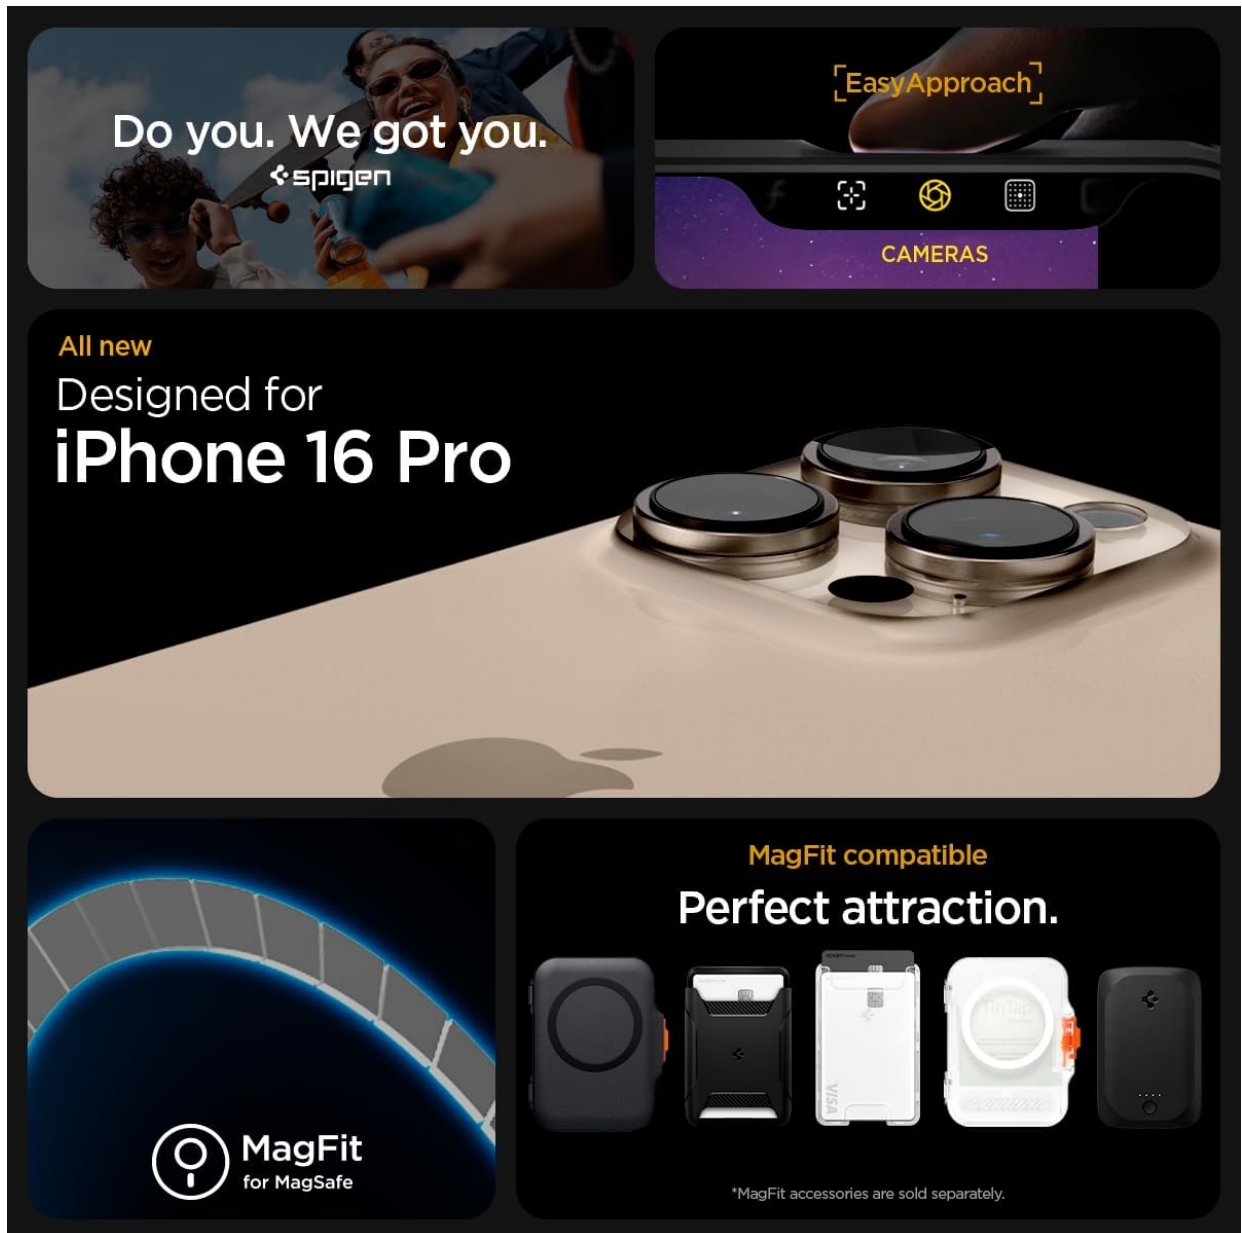 Do you. We got you.
spigen
EasyApproach
CAMERAS
All new
Designed for
iPhone 16 Pro
MagFit
for MagSafe
MagFit compatible
Perfect attraction.
VISA
*MagFit accessories are sold separately.